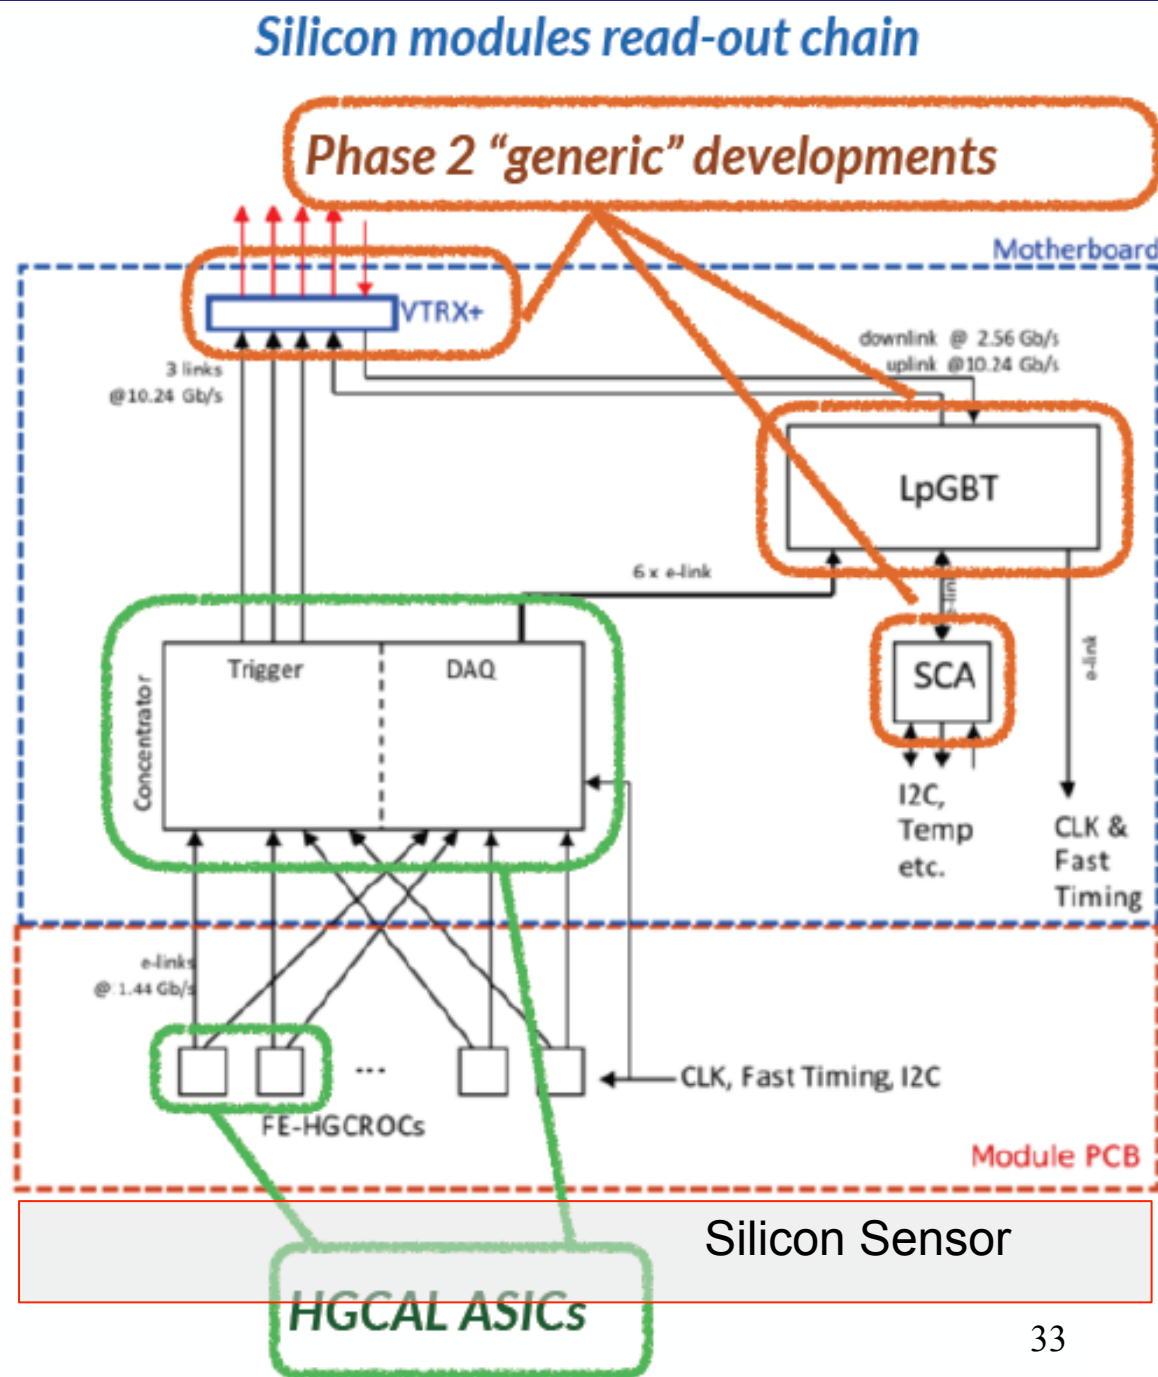 Silicon modules read-out chain
Phase 2 “generic” developments
Motherboard
VTRX+
downlink @ 2.56 Gb/s
uplink @10.24 Gb/s
3 links
@10.24 Gb/s
LpGBT
6 x e-link
e-link
e-link
Trigger
DAQ
Concentrator
SCA
I2C,
Temp
etc.
CLK &
Fast
Timing
e-links
@ 1.44 Gb/s
---
CLK, Fast Timing, I2C
FE-HGCROCs
Module PCB
Silicon Sensor
HGCAL ASICs
33